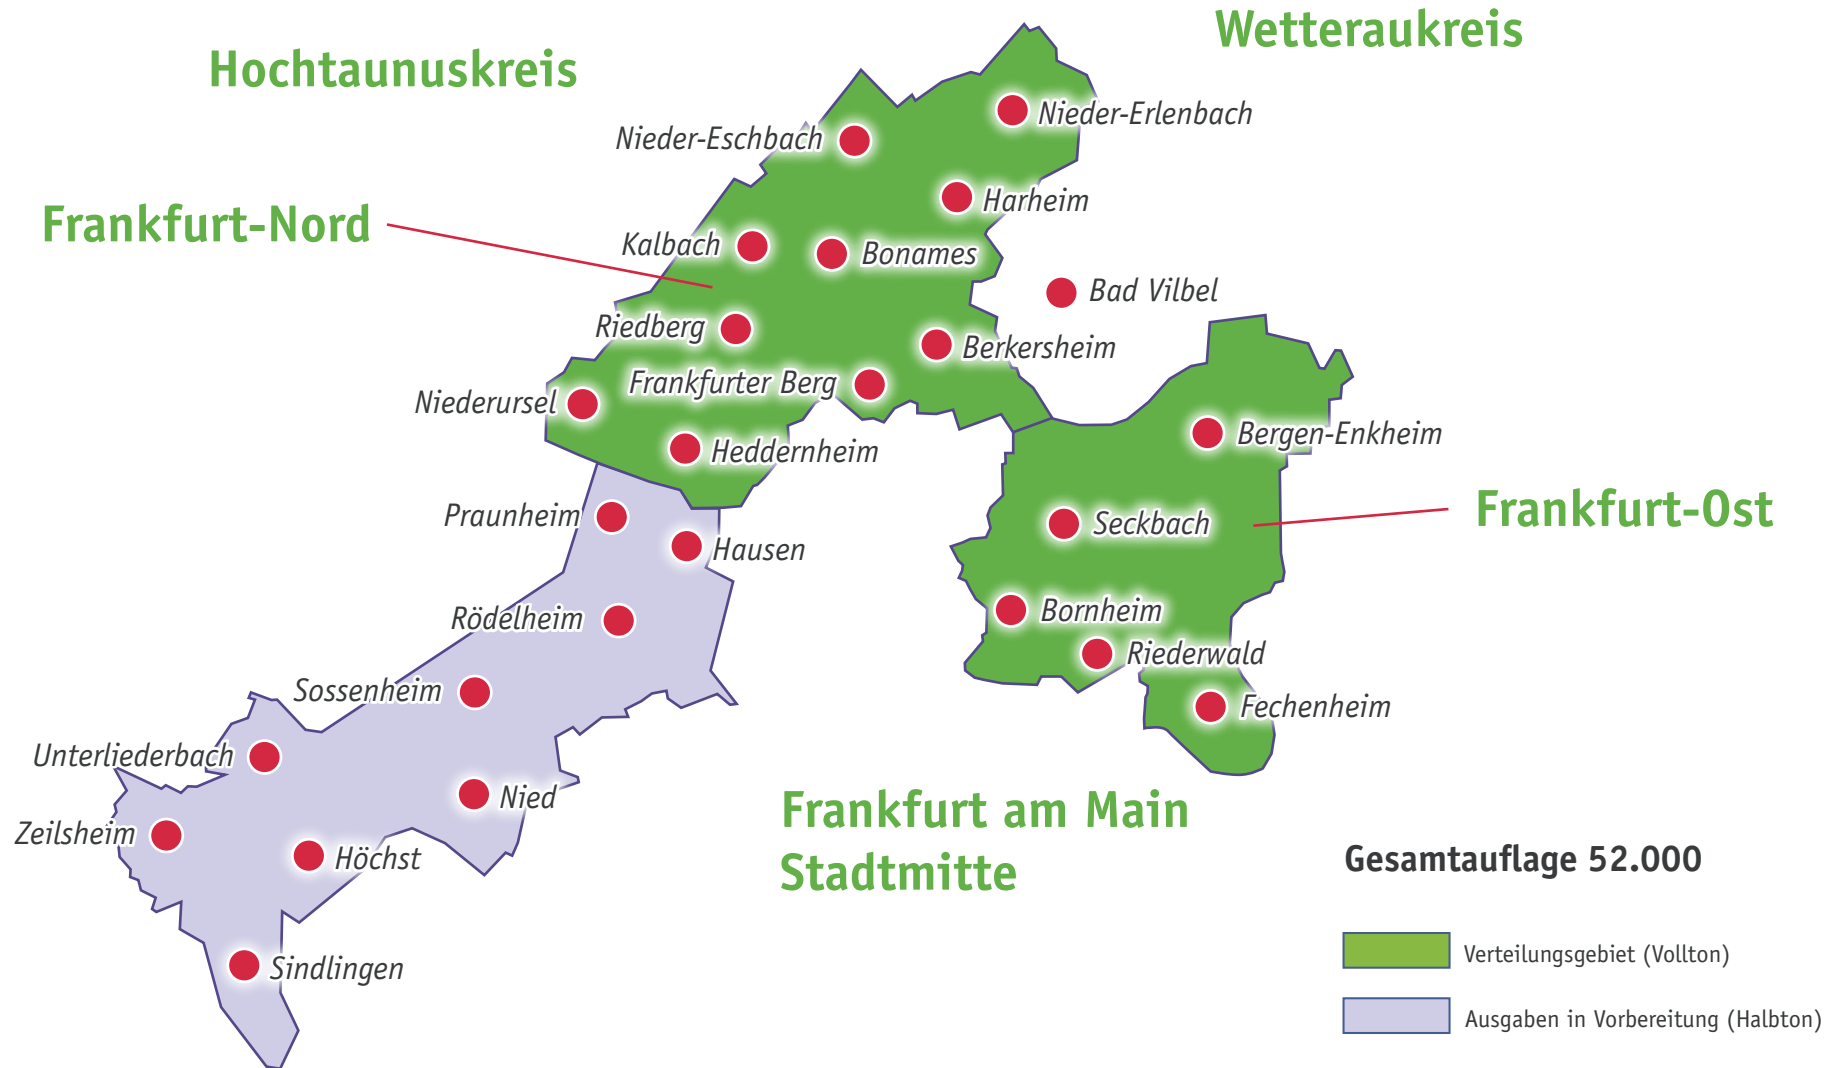 Wetteraukreis
Hochtaunuskreis
Nieder-Erlenbach
Nieder-Eschbach
Harheim
Frankfurt-Nord
Kalbach
Bonames
Bad Vilbel
Riedberg
Berkersheim
Frankfurter Berg
Niederursel
Bergen-Enkheim
Heddernheim
Frankfurt-Ost
Praunheim
Seckbach
Hausen
Bornheim
Rödelheim
Riederwald
Sossenheim
Fechenheim
Unterliederbach
Nied
Frankfurt am Main
Stadtmitte
Zeilsheim
Höchst
Gesamtauflage 52.000
Verteilungsgebiet (Vollton)
Sindlingen
Ausgaben in Vorbereitung (Halbton)